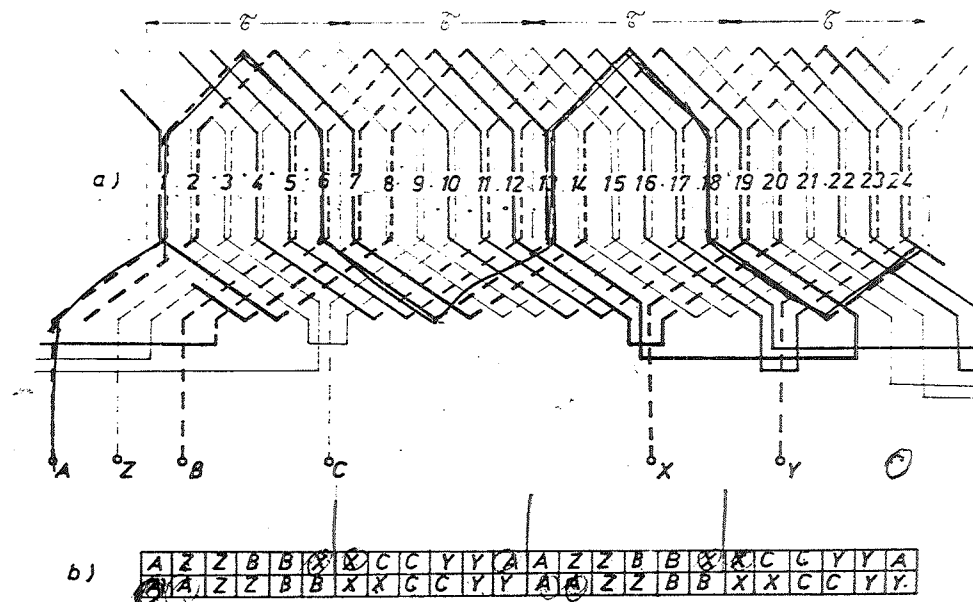 τ τ τ τ
a) 1 2 3 4 5 6 7 8 9 10 11 12 13 14 15 16 17 18 19 20 21 22 23 24
A Z B C X Y
b) A Z Z B B X X C C Y Y A A Z Z B B X X C C Y Y A
A A Z Z B B X X C C Y Y A A Z Z B B X X C C Y Y